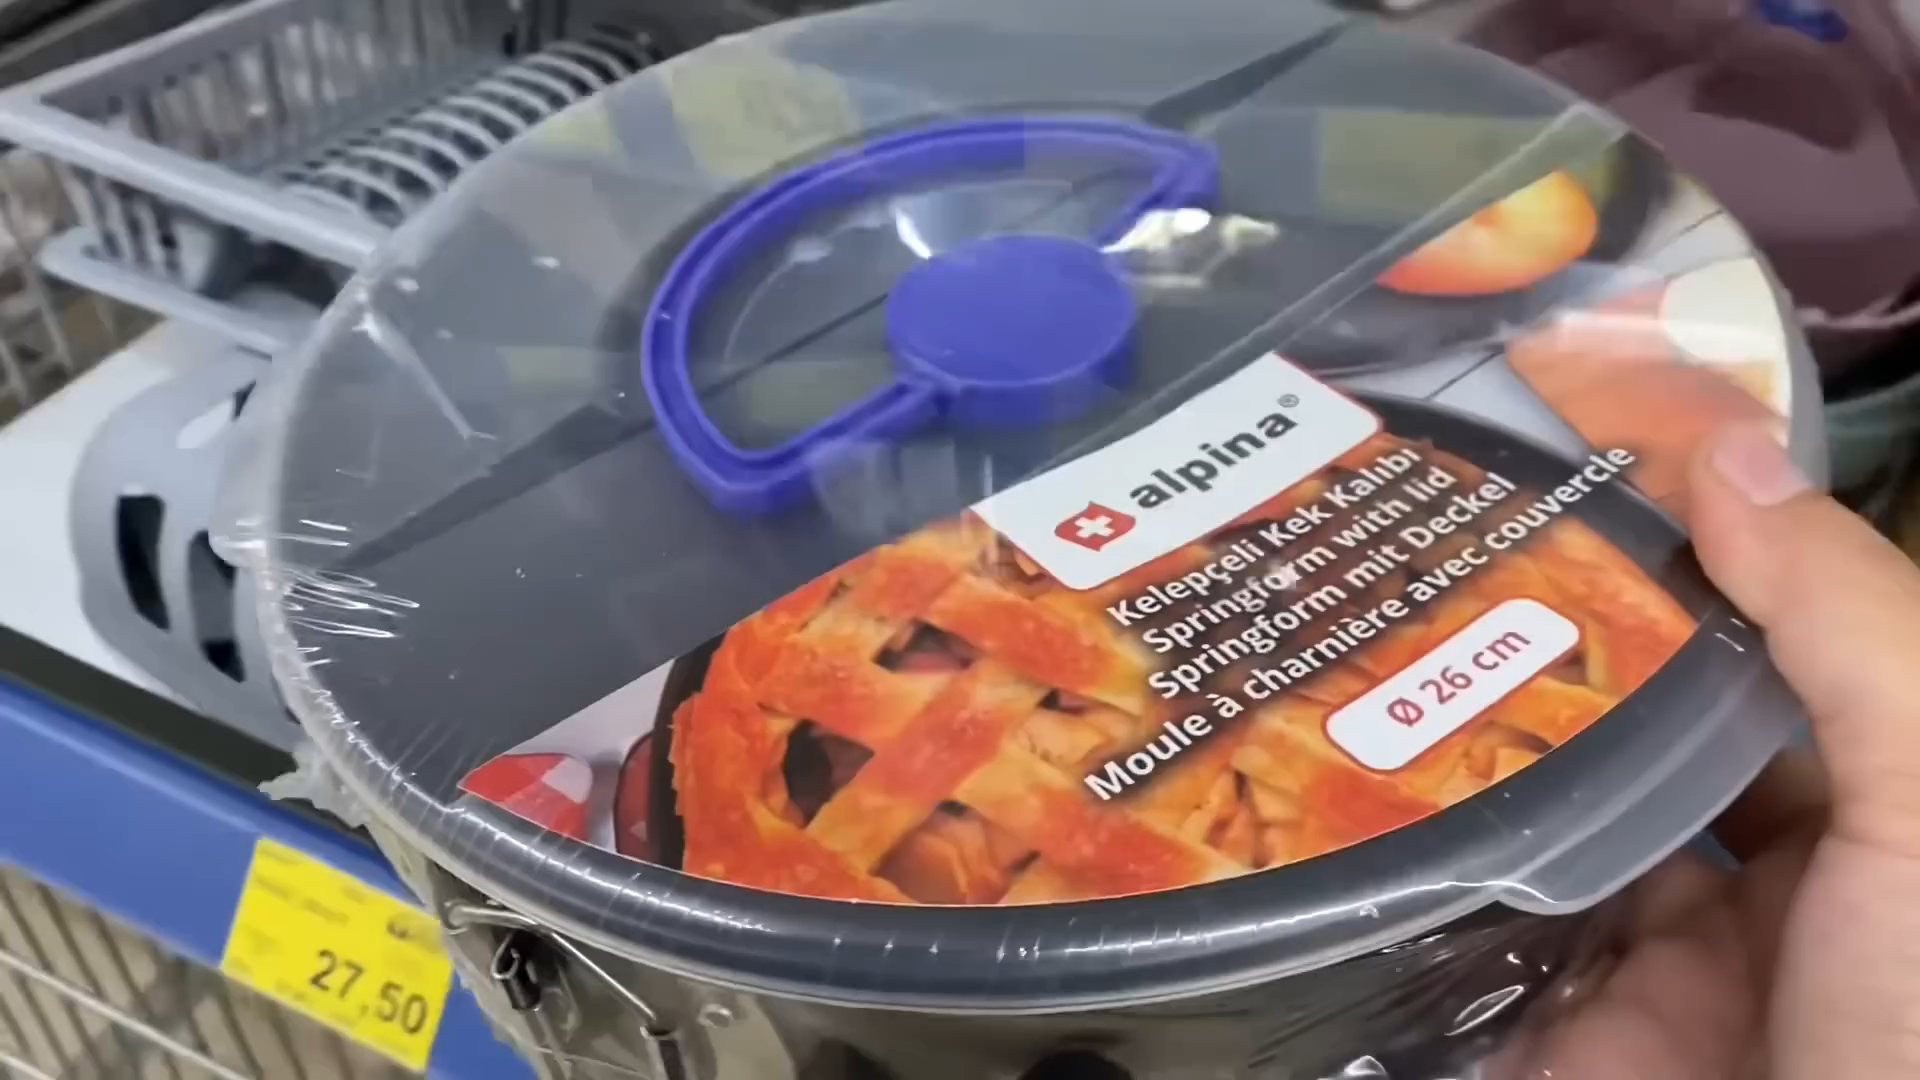 alpina®
Kelepçeli Kek Kalıbı
Springform with lid
Springform mit Deckel
Moule à charnière avec couvercle
Ø 26 cm
27,50